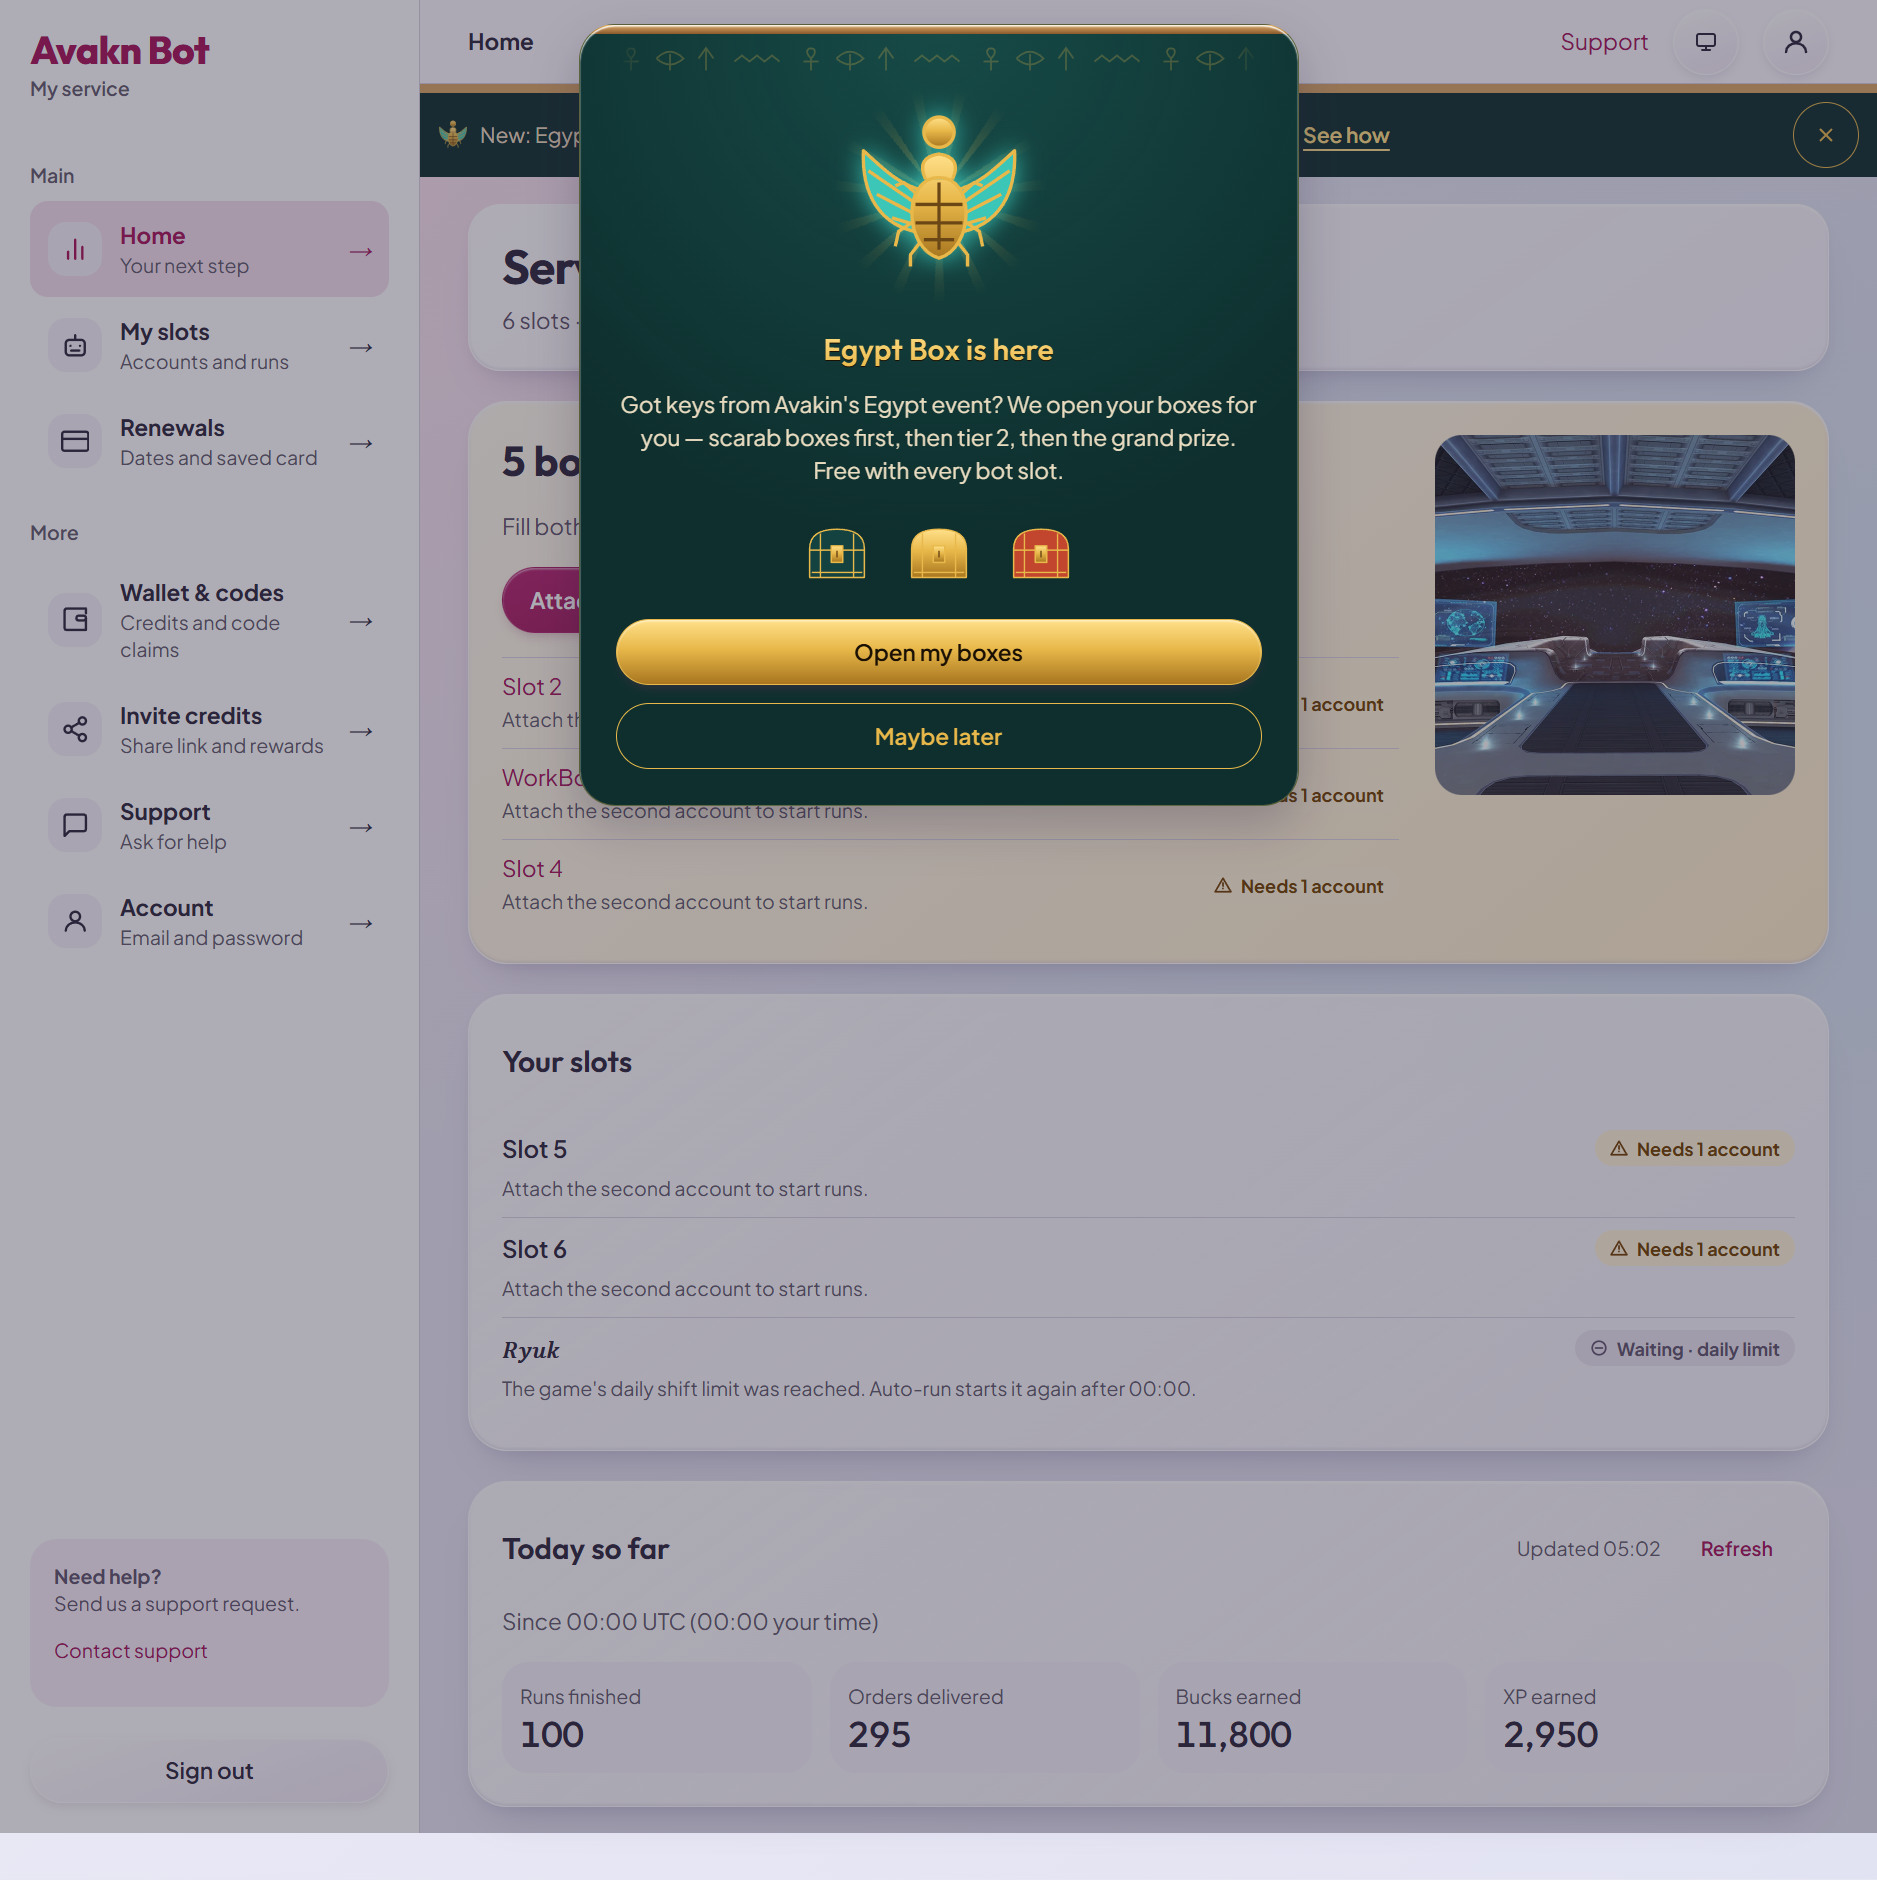 Avakn Bot
My service
Main
Home
Your next step
My slots
Accounts and runs
Renewals
Dates and saved card
More
Wallet & codes
Credits and code
claims
Invite credits
Share link and rewards
Support
Ask for help
Account
Email and password
Need help?
Send us a support request.
Contact support
Sign out
Home
Support
New:
See how
6 slots
Egypt Box is here
Got keys from Avakin's Egypt event? We open your boxes for
you — scarab boxes first, then tier 2, then the grand prize.
Free with every bot slot.
Open my boxes
Maybe later
5
Fill both
Slot 2
Attach
1 account
Attach the second account to start runs.
1 account
Slot 4
Attach the second account to start runs.
Needs 1 account
Your slots
Slot 5
Needs 1 account
Attach the second account to start runs.
Slot 6
Needs 1 account
Attach the second account to start runs.
Ryuk
Waiting · daily limit
The game's daily shift limit was reached. Auto-run starts it again after 00:00.
Today so far
Updated 05:02
Refresh
Since 00:00 UTC (00:00 your time)
Runs finished
100
Orders delivered
295
Bucks earned
11,800
XP earned
2,950